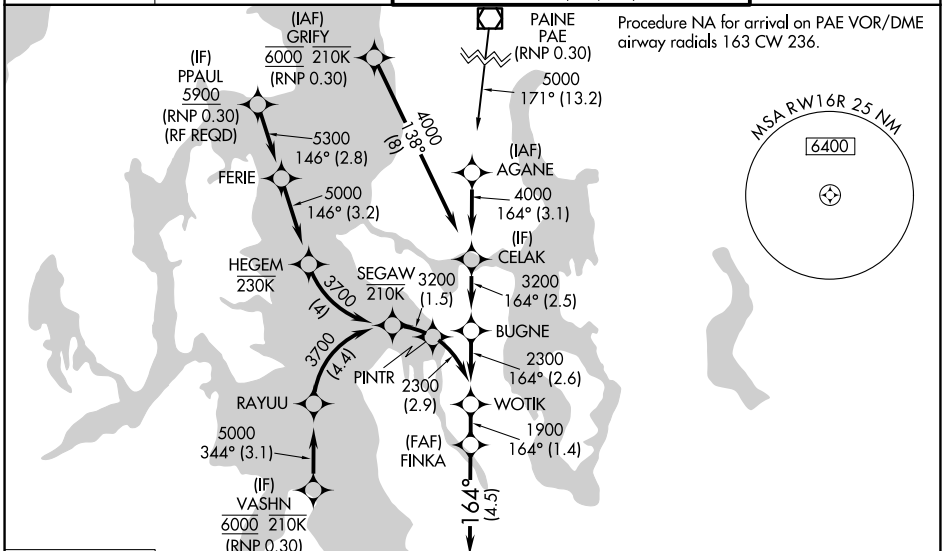 (IAF)
GRIFY
6000 210K
(RNP 0.30)
PAINE
PAE
(RNP 0.30)
Procedure NA for arrival on PAE VOR/DME
airway radials 163 CW 236.
(IF)
PPAUL
5900
(RNP 0.30)
(RF REQD)
5000
171° (13.2)
4000
138°
(8)
MSA RW16R 25 NM
6400
5300
146° (2.8)
FERIE
(IAF)
AGANE
5000
146° (3.2)
4000
164° (3.1)
(IF)
CELAK
HEGEM
230K
3700
(4)
SEGAW
210K
3200
(1.5)
3200
164° (2.5)
BUGNE
3700
(4.4)
PINTR
2300
(2.9)
2300
164° (2.6)
RAYUU
WOTIK
5000
344° (3.1)
1900
164° (1.4)
(FAF)
FINKA
(IF)
VASHN
6000 210K
(RNP 0.30)
164°
(4.5)